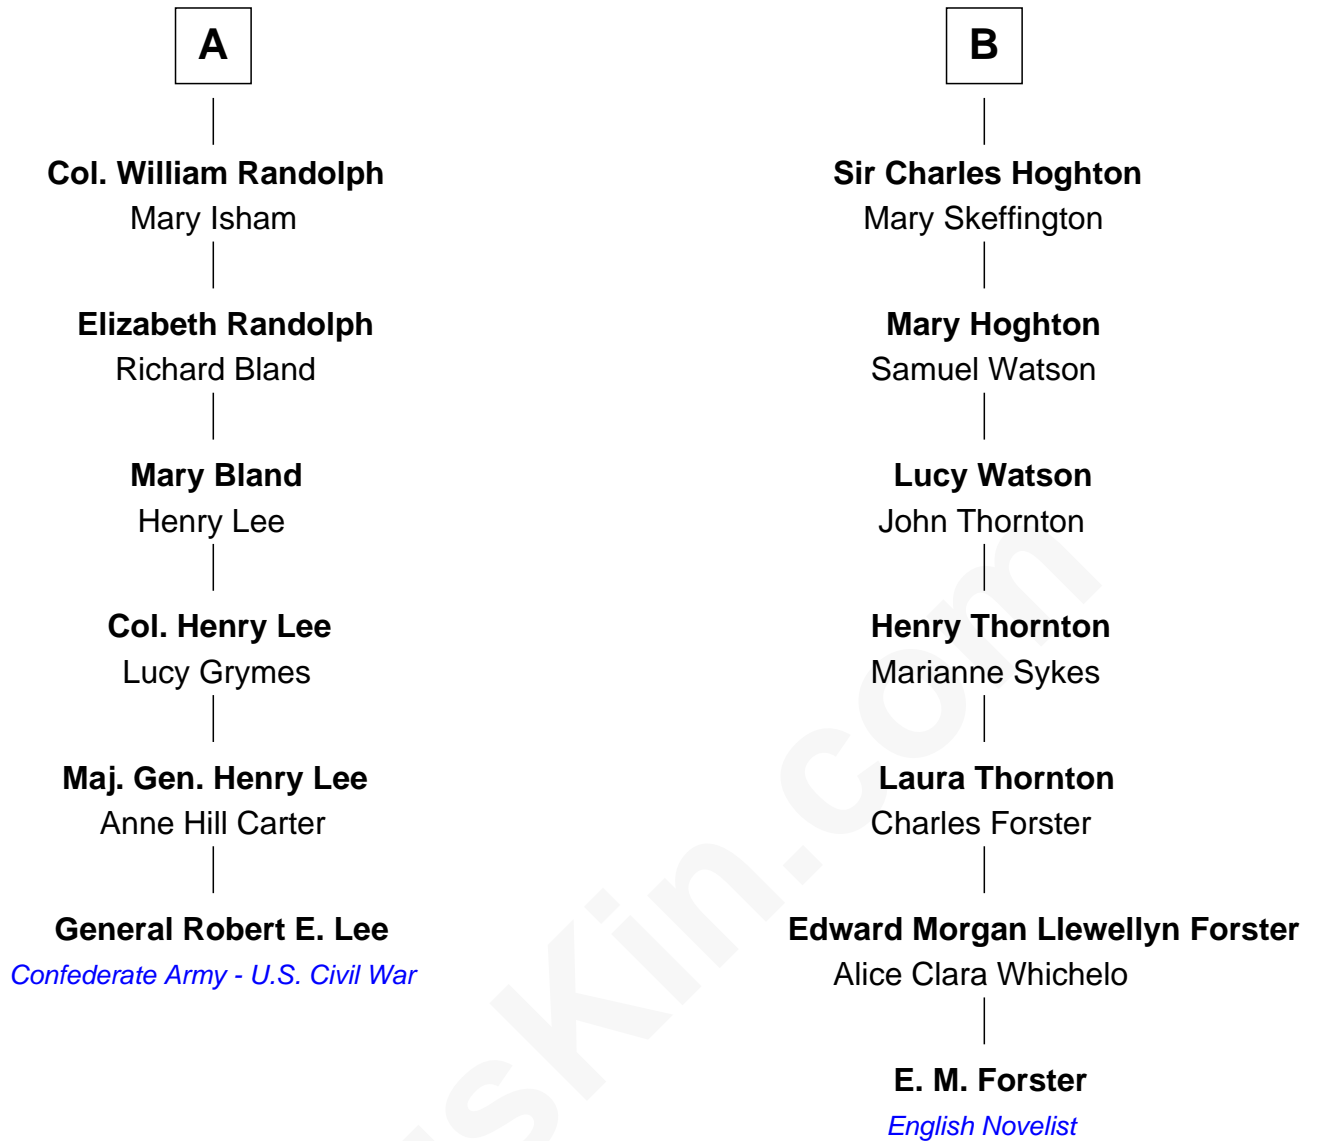 A
Col. William Randolph
Mary Isham
Elizabeth Randolph
Richard Bland
Mary Bland
Henry Lee
Col. Henry Lee
Lucy Grymes
Maj. Gen. Henry Lee
Anne Hill Carter
General Robert E. Lee
Confederate Army - U.S. Civil War
B
Sir Charles Hoghton
Mary Skeffington
Mary Hoghton
Samuel Watson
Lucy Watson
John Thornton
Henry Thornton
Marianne Sykes
Laura Thornton
Charles Forster
Edward Morgan Llewellyn Forster
Alice Clara Whichelo
E. M. Forster
English Novelist